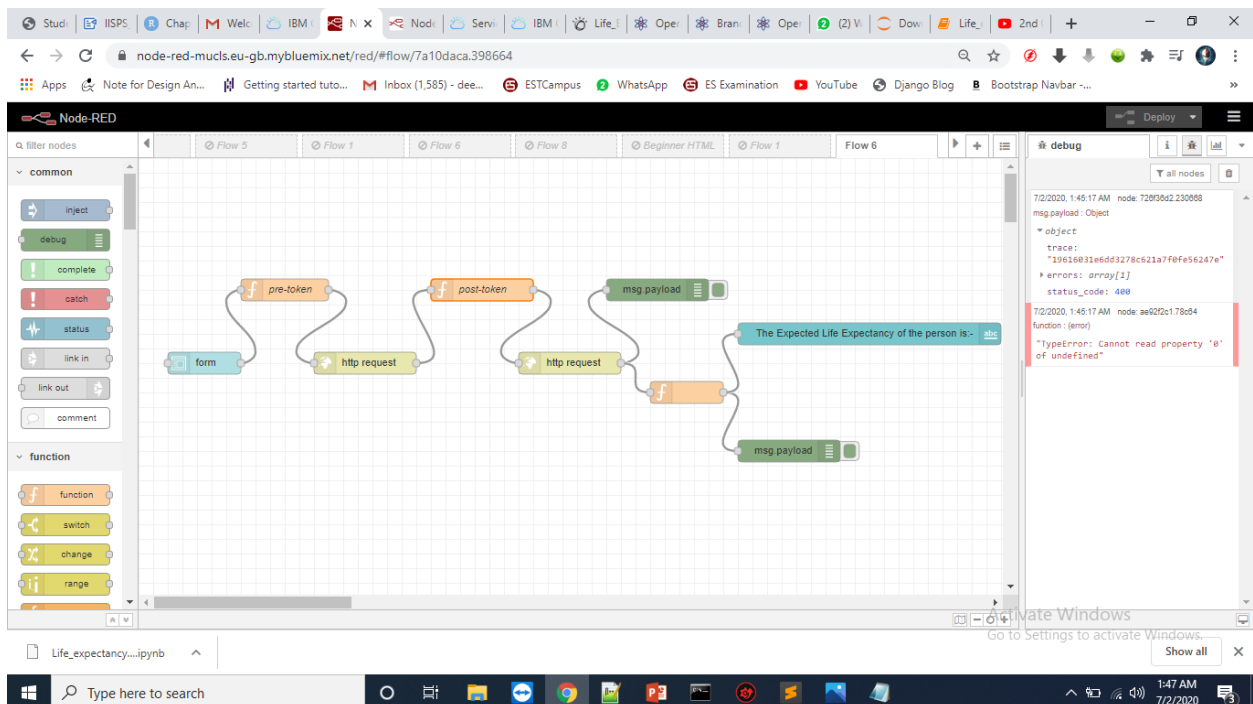 Studi
IISPS_
Chap
Welc
IBM (
N
Node
Servi
IBM (
Life_E
Oper
Branc
Oper
(2) W
Dow
Life_e
2nd (
node-red-mucls.eu-gb.mybluemix.net/red/#flow/7a10daca.398664
Apps
Note for Design An...
Getting started tuto...
Inbox (1,585) - dee...
ESTCampus
WhatsApp
ES Examination
YouTube
Django Blog
Bootstrap Navbar -...
Node-RED
Deploy
filter nodes
Flow 5
Flow 1
Flow 6
Flow 8
Beginner HTML
Flow 1
Flow 6
debug
all nodes
common
inject
debug
complete
catch
status
link in
link out
comment
function
function
switch
change
range
pre-token
post-token
msg.payload
The Expected Life Expectancy of the person is:-
abc
form
http request
http request
msg.payload
7/2/2020, 1:45:17 AM node: 726f36d2.230668
msg.payload : Object
object
trace:
"19616031e6dd3278c621a7f0fe56247e"
errors: array[1]
status_code: 400
7/2/2020, 1:45:17 AM node: ae92f2c1.78c64
function : (error)
"TypeError: Cannot read property '0'
of undefined"
Activate Windows
Go to Settings to activate Windows.
Life_expectancy....ipynb
Show all
Type here to search
1:47 AM
7/2/2020